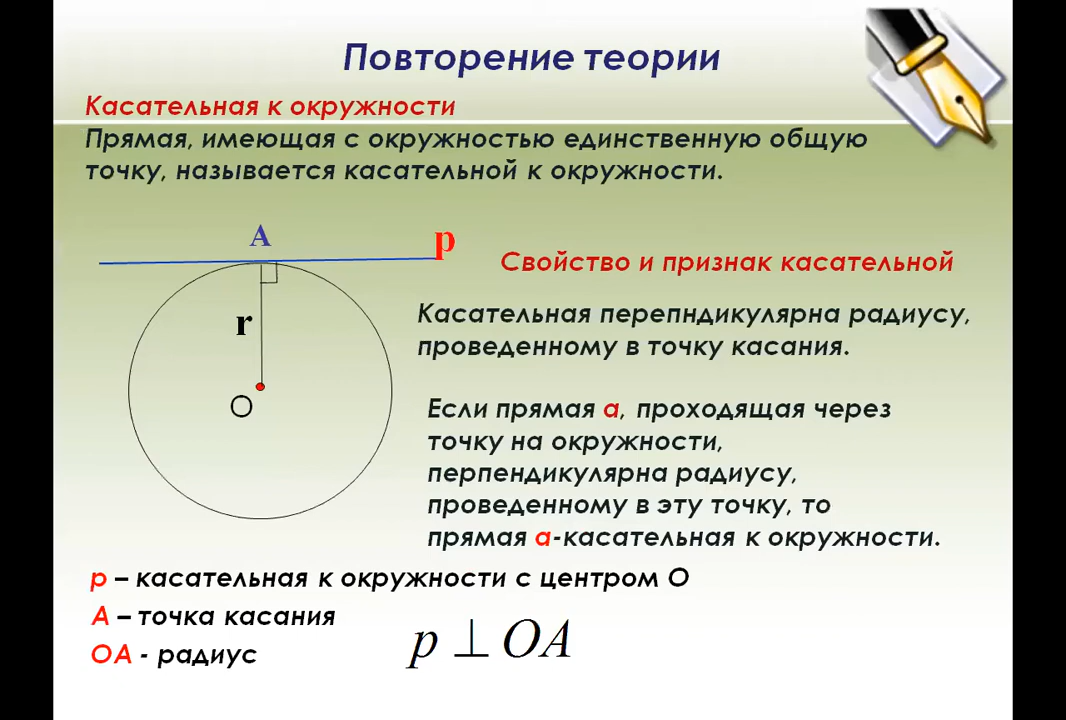 Повторение теории
Касательная к окружности
Прямая, имеющая с окружностью единственную общую
точку, называется касательной к окружности.
A
p
r
O
Свойство и признак касательной
Касательная перепндикулярна радиусу,
проведенному в точку касания.
Если прямая а, проходящая через
точку на окружности,
перпендикулярна радиусу,
проведенному в эту точку, то
прямая а-касательная к окружности.
р – касательная к окружности с центром О
А – точка касания
ОА - радиус
p ⊥ OA